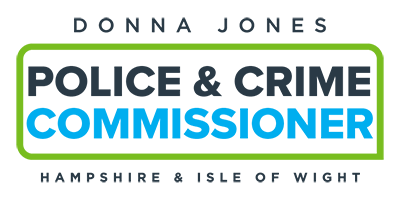 DONNA JONES
POLICE & CRIME
COMMISSIONER
HAMPSHIRE & ISLE OF WIGHT